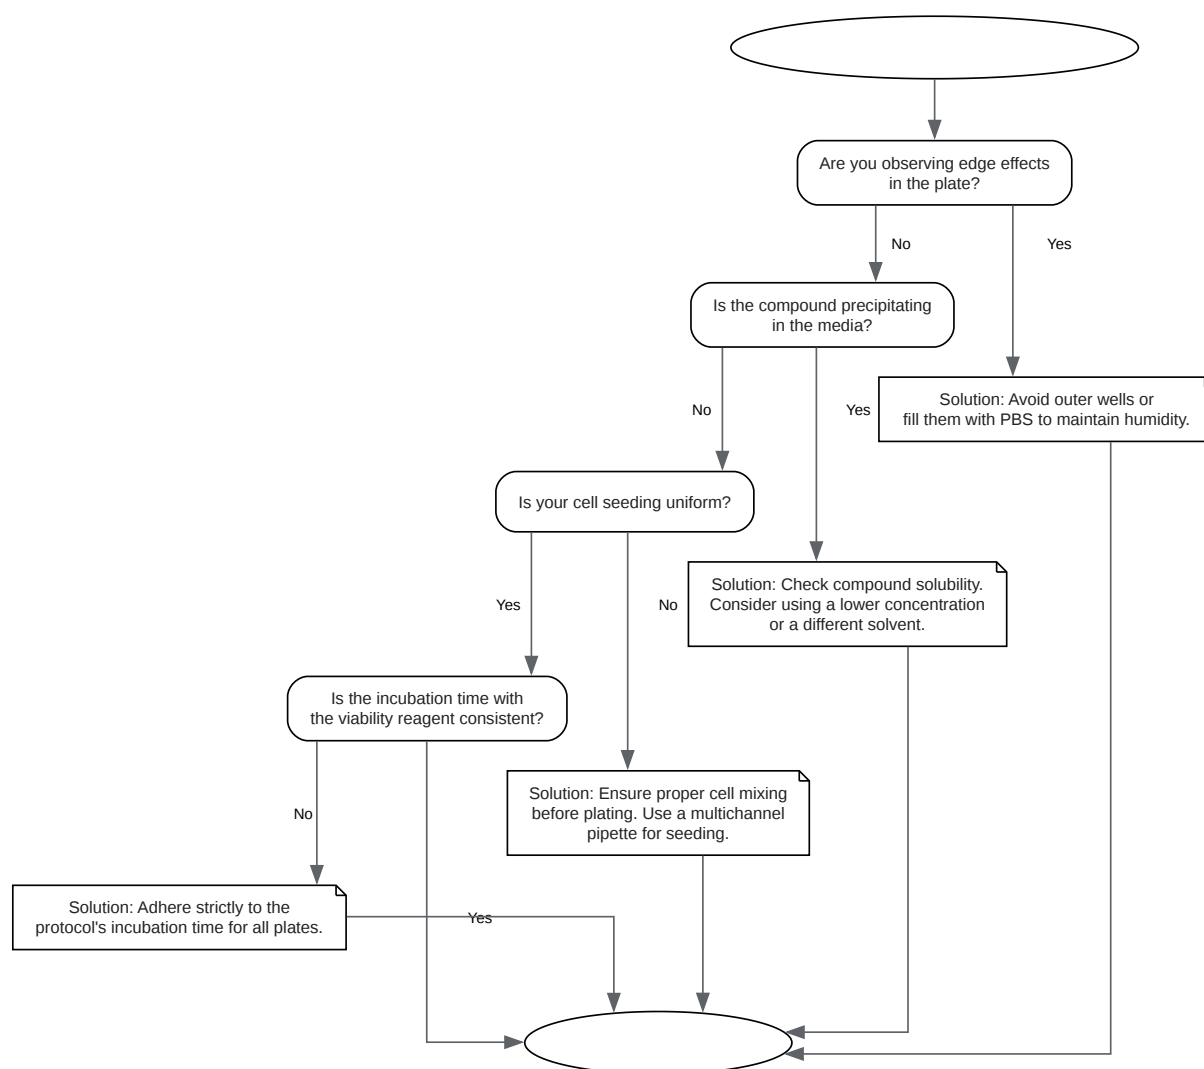 Are you observing edge effects
in the plate?
No
Yes
Is the compound precipitating
in the media?
No
Yes
Solution: Avoid outer wells or
fill them with PBS to maintain humidity.
Is your cell seeding uniform?
Yes
No
Solution: Check compound solubility.
Consider using a lower concentration
or a different solvent.
Is the incubation time with
the viability reagent consistent?
No
Solution: Ensure proper cell mixing
before plating. Use a multichannel
pipette for seeding.
Solution: Adhere strictly to the
protocol's incubation time for all plates.
Yes